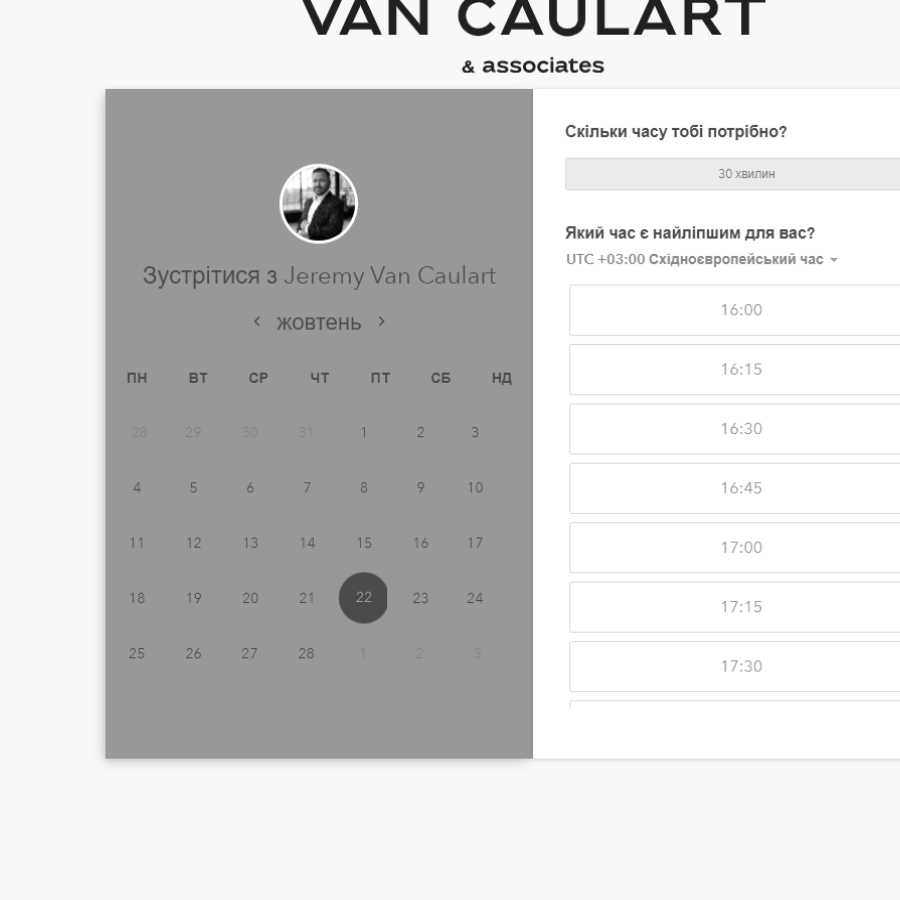 VAN CAULART
& associates
Зустрітися з Jeremy Van Caulart
жовтень
ПН ВТ СР ЧТ ПТ СБ НД
28 29 30 31 1 2 3
4 5 6 7 8 9 10
11 12 13 14 15 16 17
18 19 20 21 22 23 24
25 26 27 28 1 2 3
Скільки часу тобі потрібно?
30 хвилин
Який час є найліпшим для вас?
UTC +03:00 Східноєвропейський час
16:00
16:15
16:30
16:45
17:00
17:15
17:30